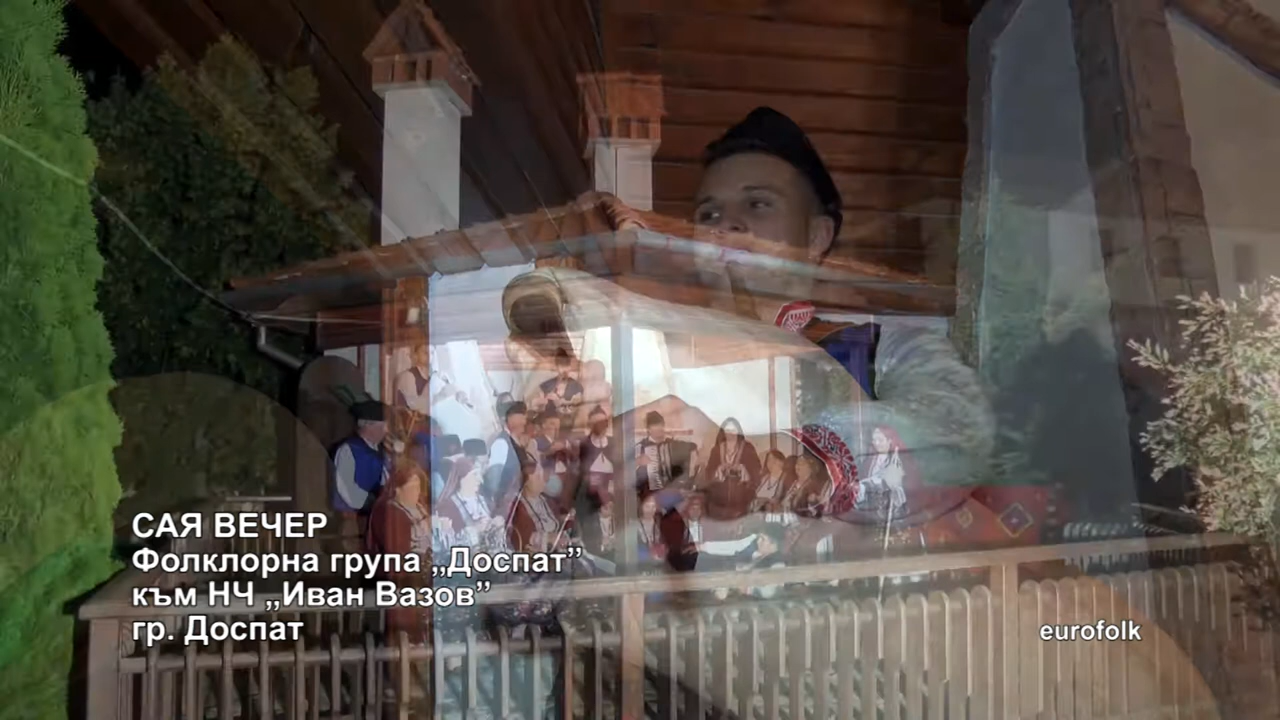 САЯ ВЕЧЕР
Фолклорна група „Доспат”
към НЧ „Иван Вазов”
гр. Доспат
eurofolk